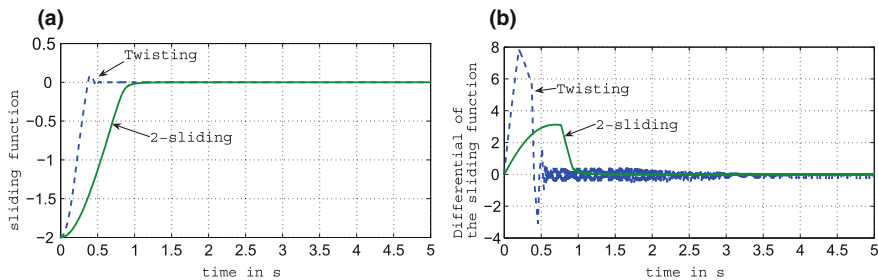 (a)
0.5
0
−0.5
−1
−1.5
−2
sliding function
Twisting
2-sliding
0 0.5 1 1.5 2 2.5 3 3.5 4 4.5 5
time in s
(b)
8
6
4
2
0
−2
−4
Differential of
the sliding function
Twisting
2-sliding
0 0.5 1 1.5 2 2.5 3 3.5 4 4.5 5
time in s